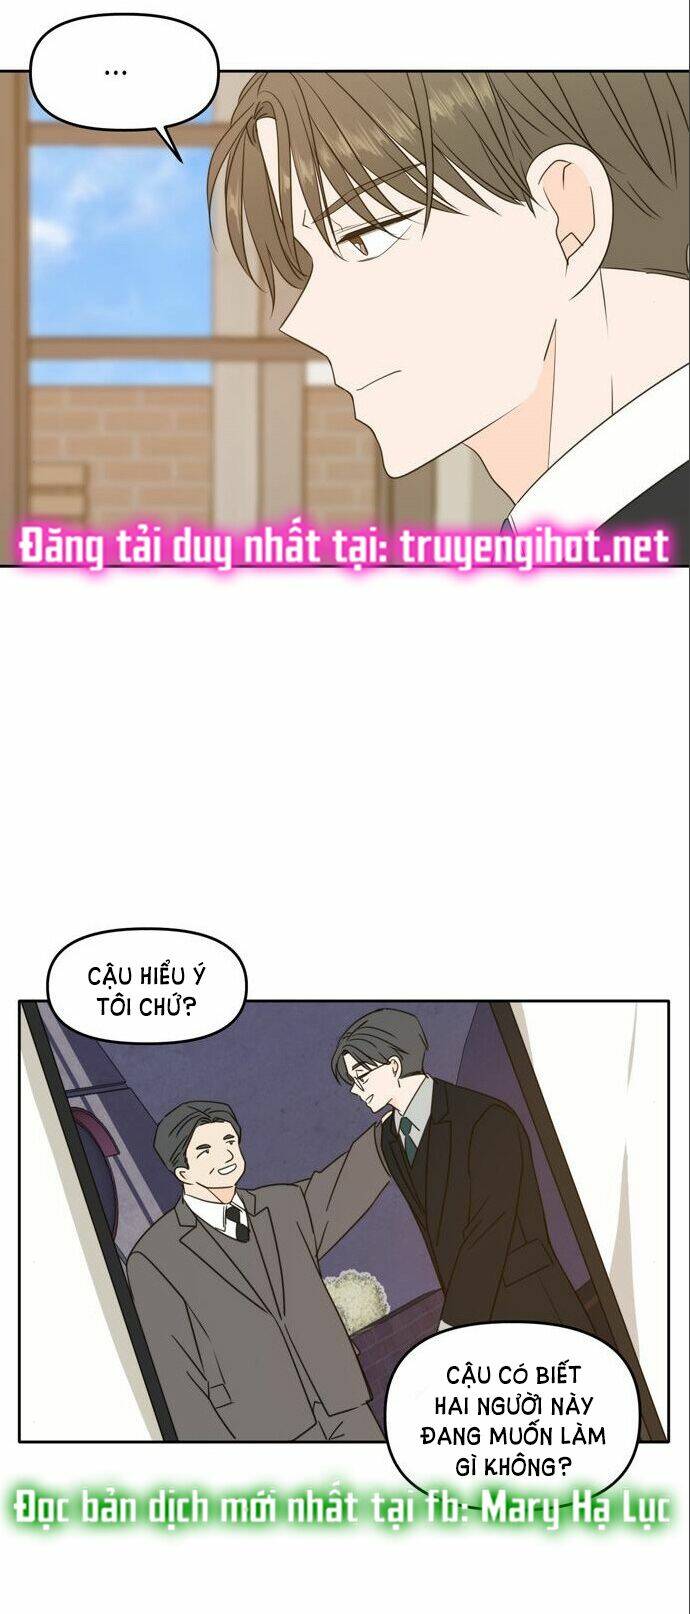 ...
Đăng tải duy nhất tại: truyengihot.net
CẬU HIỂU Ý
TÔI CHỨ?
CẬU CÓ BIẾT
HAI NGƯỜI NÀY
ĐANG MUỐN LÀM
GÌ KHÔNG?
Đọc bản dịch mới nhất tại fb: Mary Hạ Lục